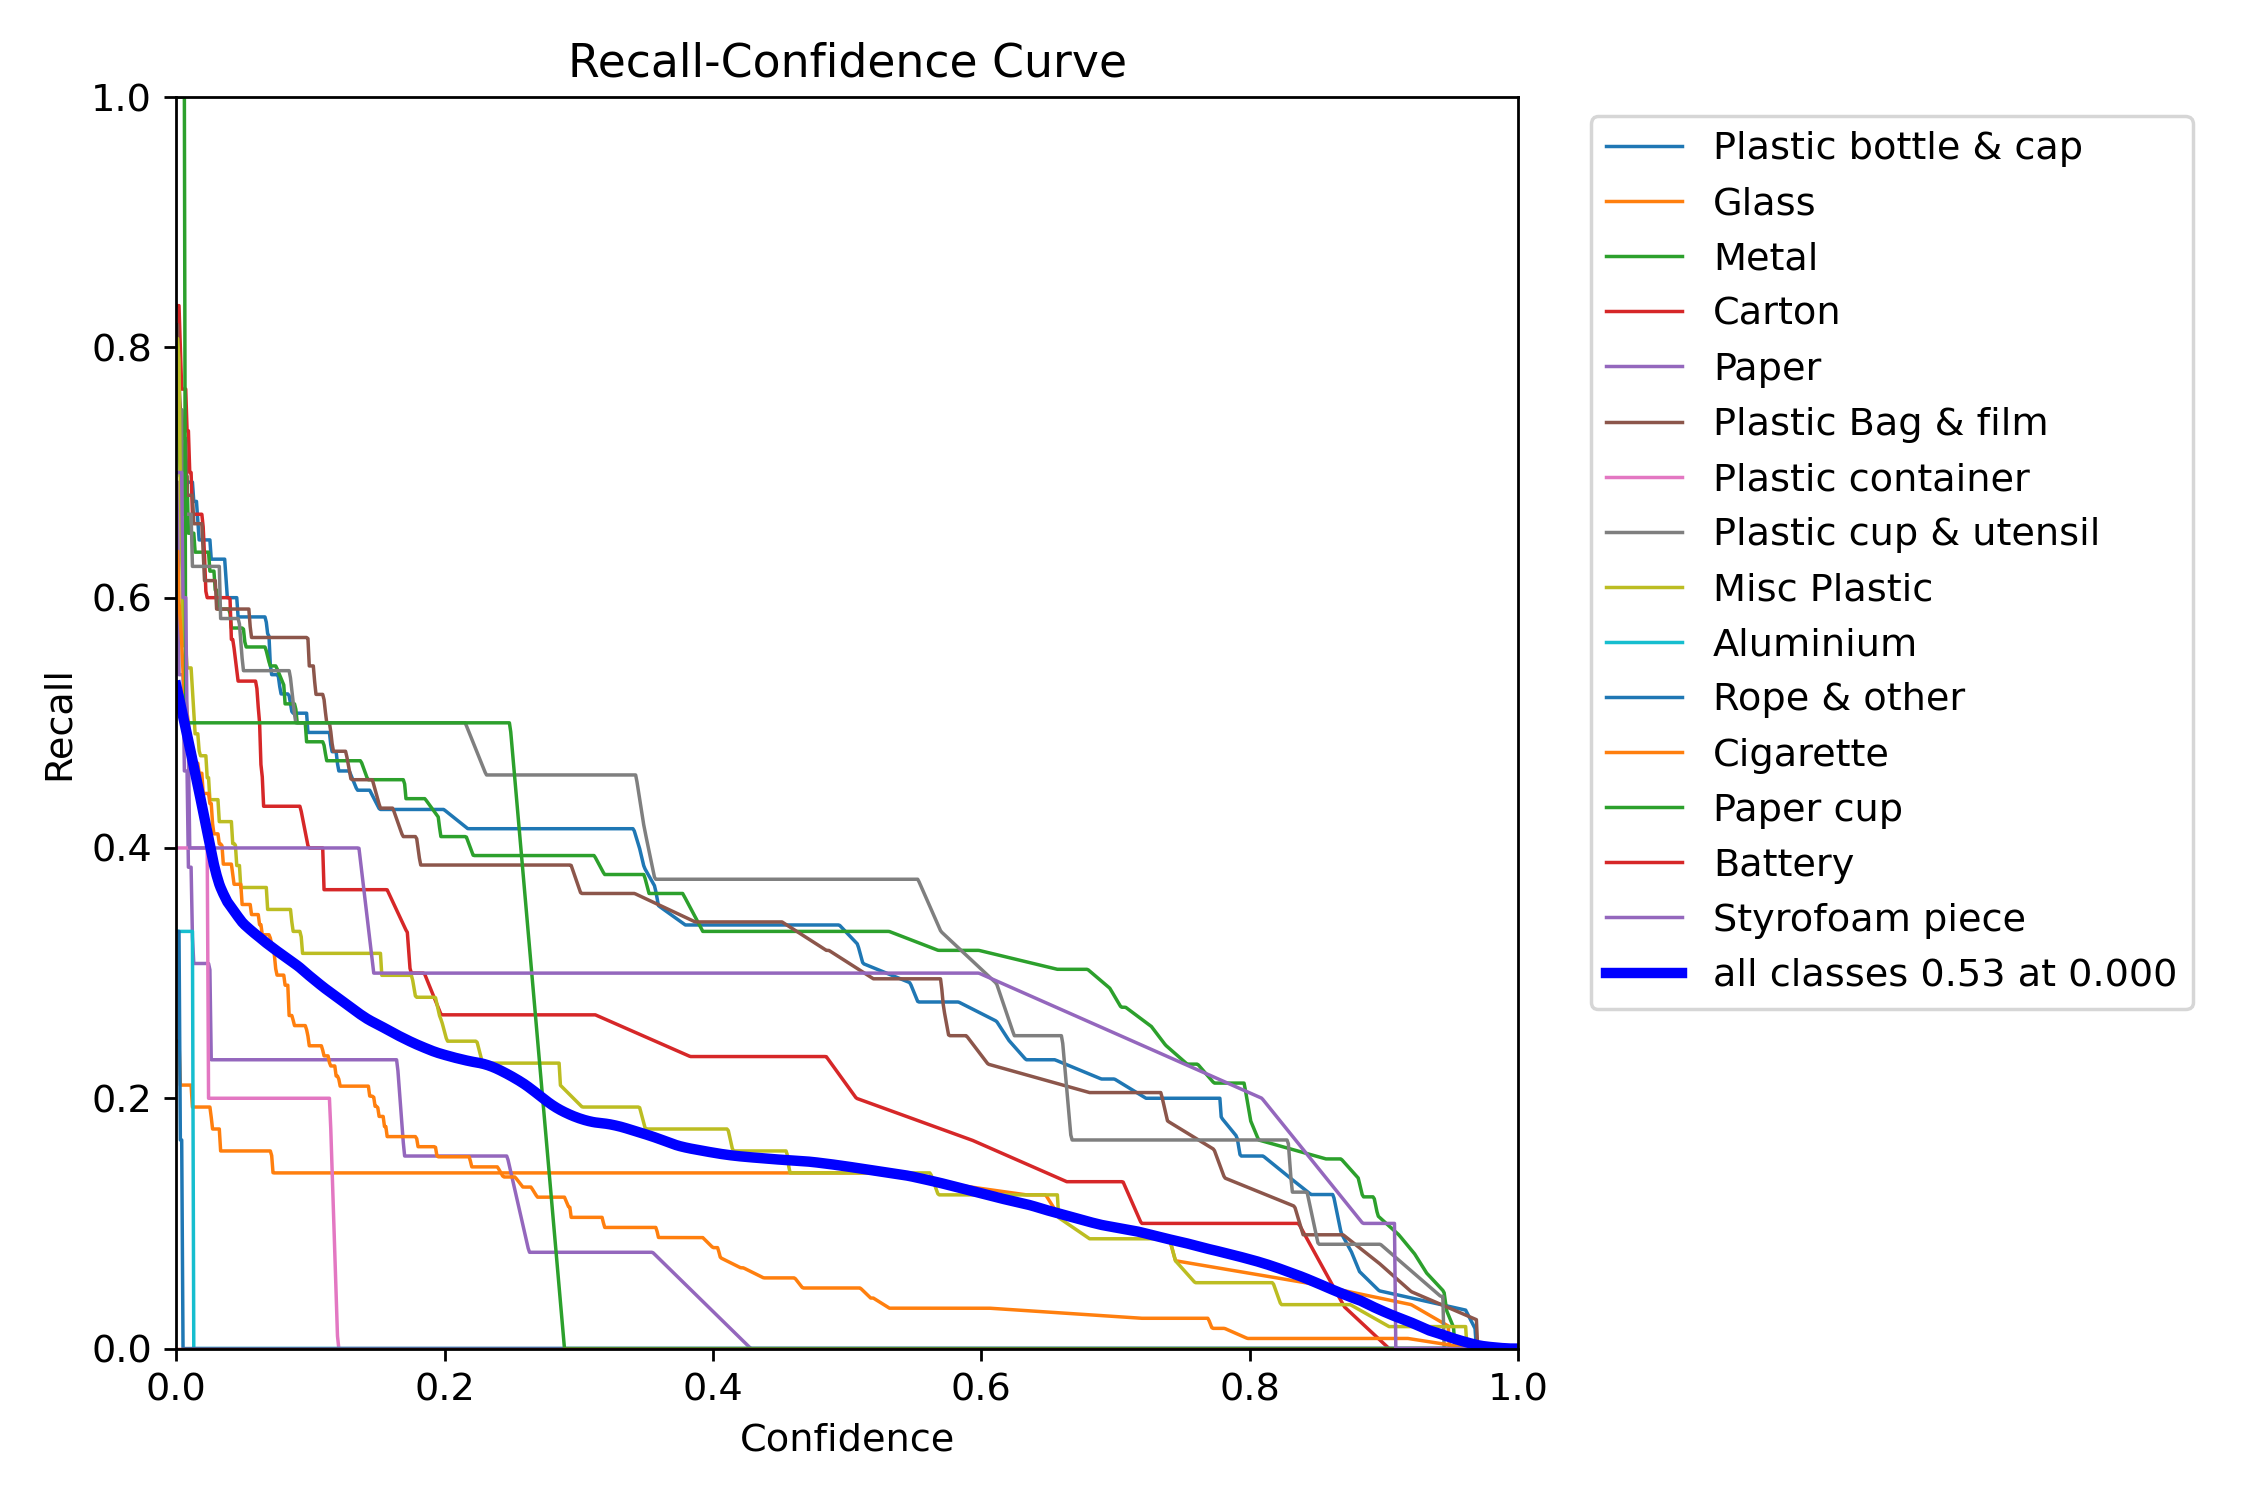 Recall-Confidence Curve
1.0
0.8
0.6
0.4
0.2
0.0
Recall
0.0 0.2 0.4 0.6 0.8 1.0
Confidence
Plastic bottle & cap
Glass
Metal
Carton
Paper
Plastic Bag & film
Plastic container
Plastic cup & utensil
Misc Plastic
Aluminium
Rope & other
Cigarette
Paper cup
Battery
Styrofoam piece
all classes 0.53 at 0.000